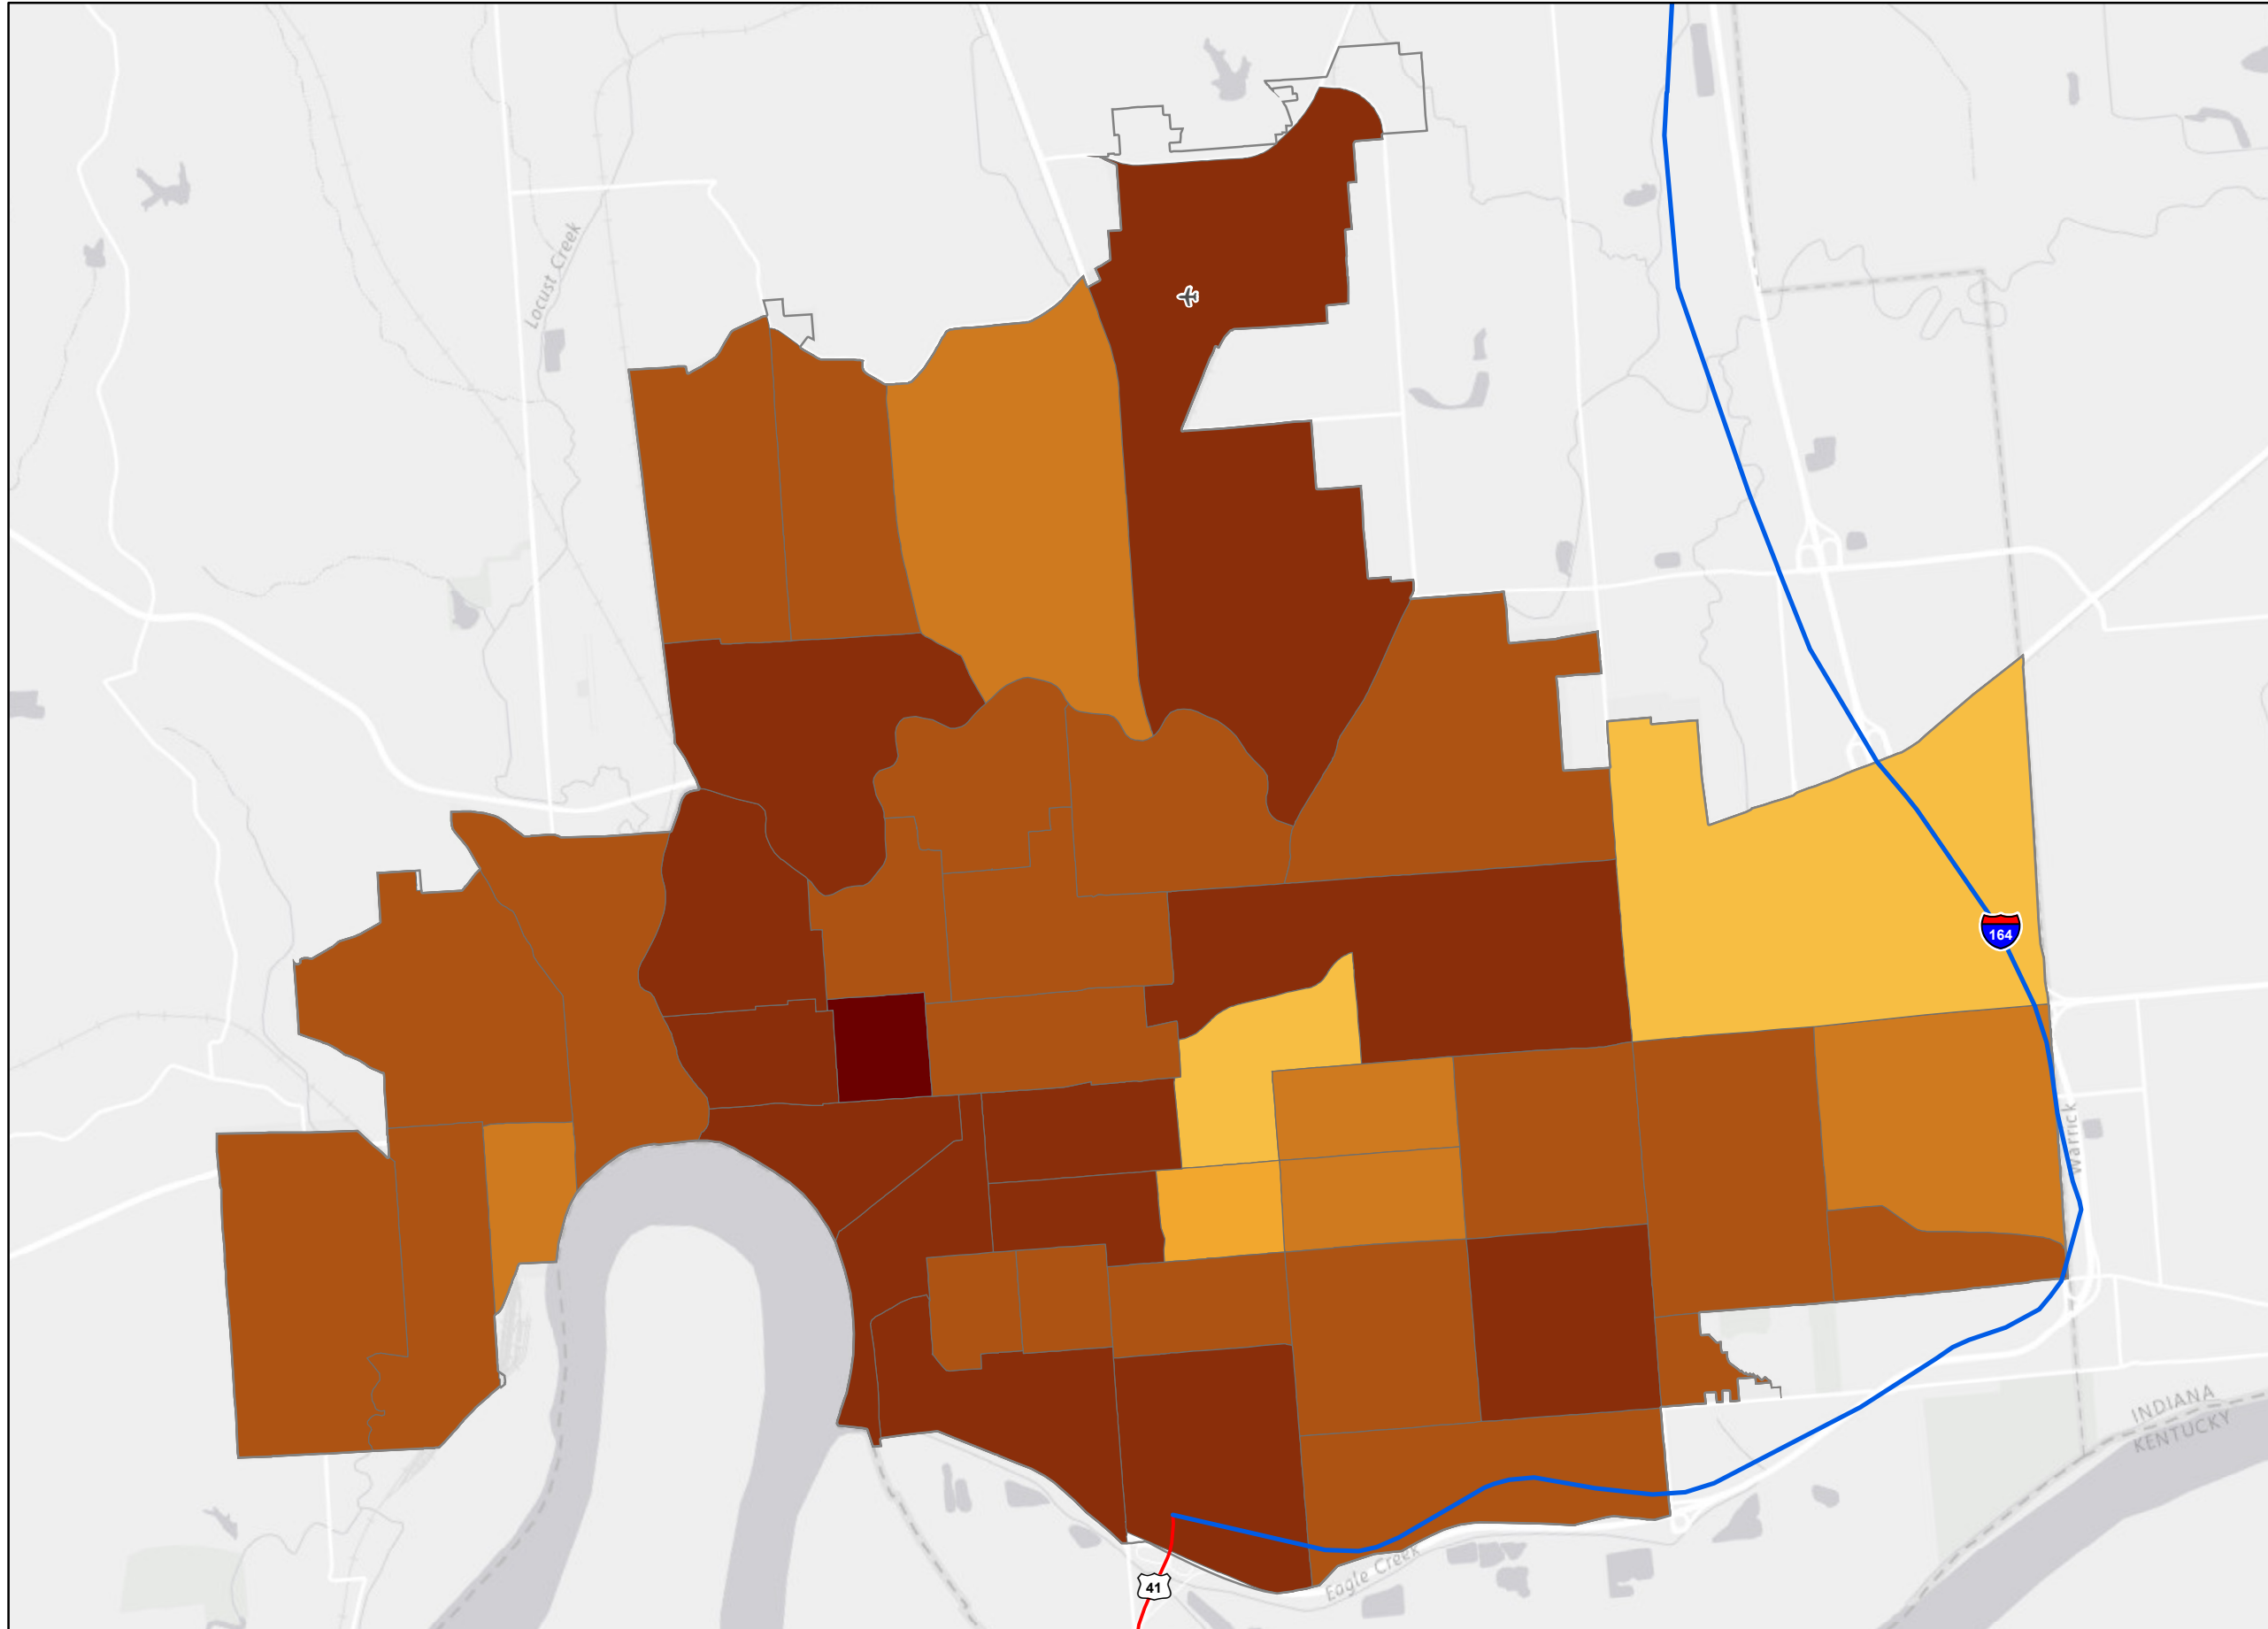 Locust Creek
164
Warrick
INDIANA
KENTUCKY
Eagle Creek
41